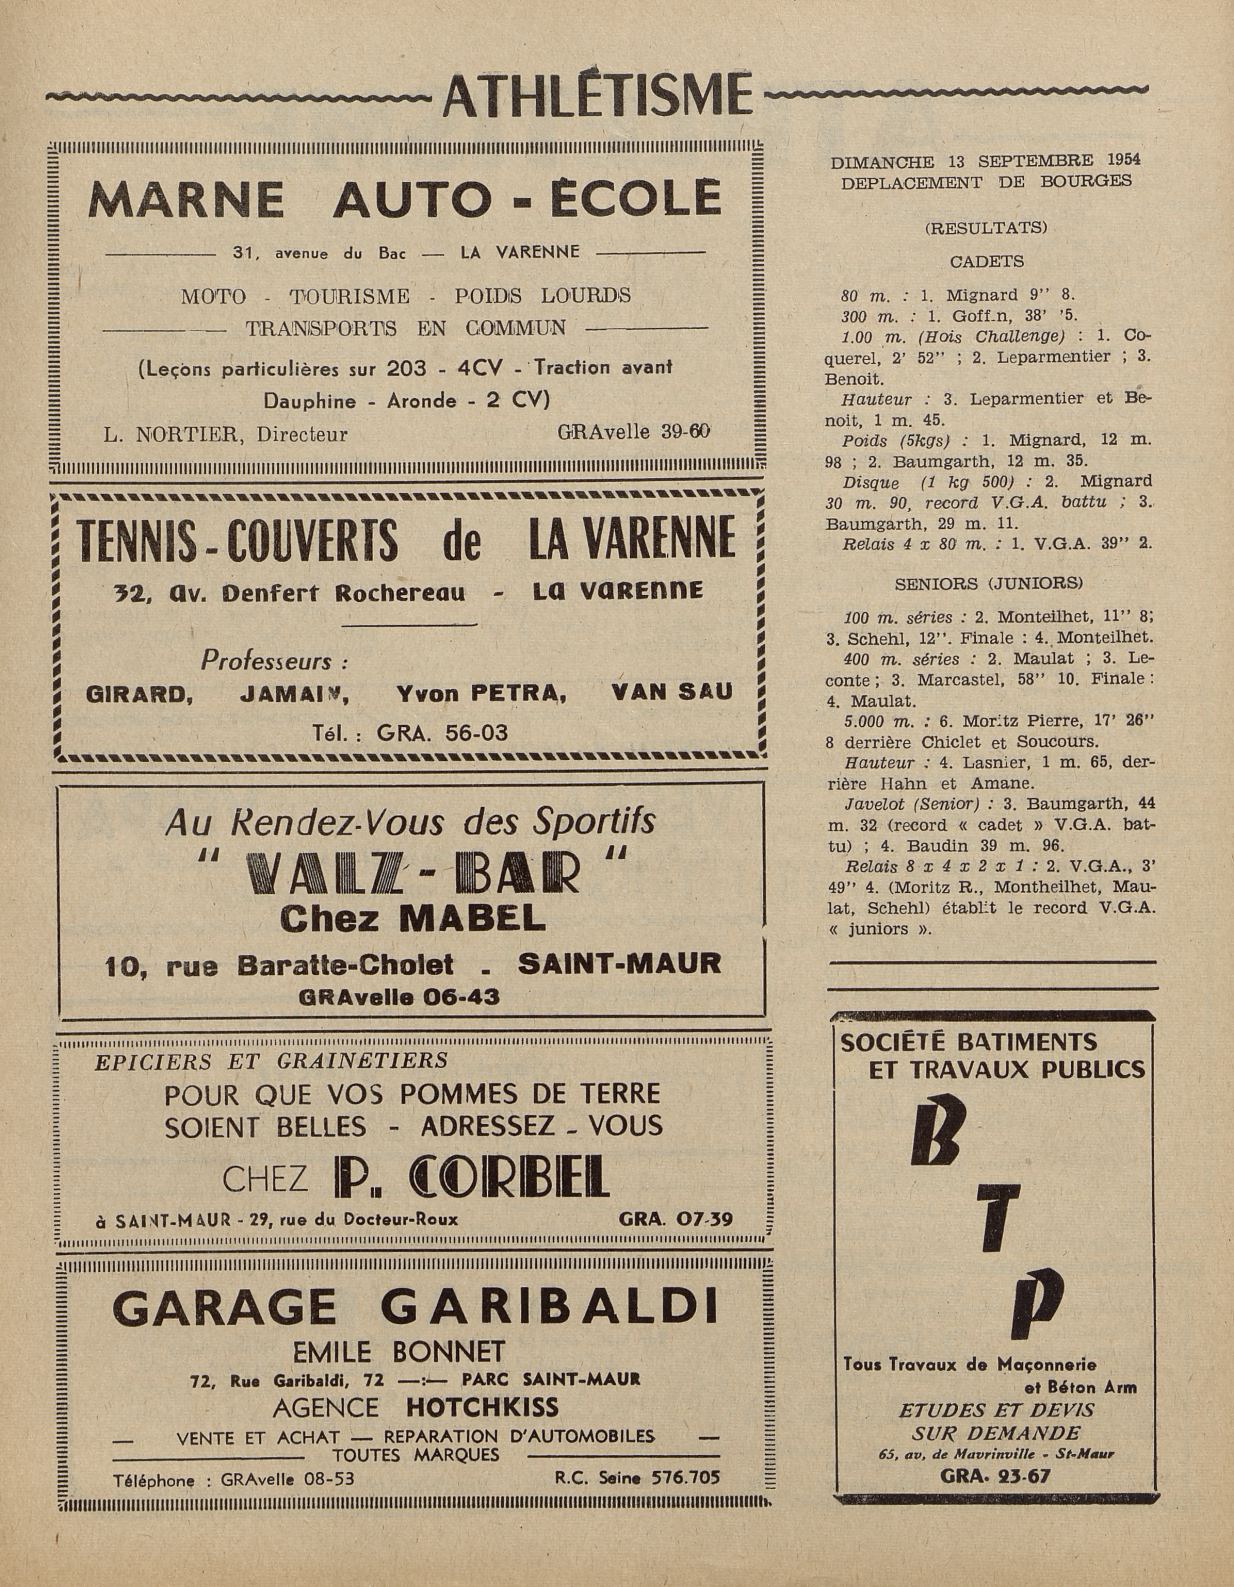 ATHLÉTISME
MARNE AUTO - ÉCOLE
31, avenue du Bac — LA VARENNE
MOTO - TOURISME - POIDS LOURDS
TRANSPORTS EN COMMUN
(Leçons particulières sur 203 - 4CV - Traction avant
Dauphine - Aronde - 2 CV)
L. NORTIER, Directeur GRAvelle 39-60
TENNIS-COUVERTS de LA VARENNE
32, av. Denfert Rochereau - LA VARENNE
Professeurs :
GIRARD, JAMAIN, Yvon PETRA, VAN SAU
Tél. : GRA. 56-03
Au Rendez-Vous des Sportifs
" VALZ-BAR "
Chez MABEL
10, rue Baratte-Cholet - SAINT-MAUR
GRAvelle 06-43
EPICIERS ET GRAINETIERS
POUR QUE VOS POMMES DE TERRE
SOIENT BELLES - ADRESSEZ - VOUS
CHEZ P. CORBEL
à SAINT-MAUR - 29, rue du Docteur-Roux GRA. 07-39
GARAGE GARIBALDI
EMILE BONNET
72, Rue Garibaldi, 72 —:— PARC SAINT-MAUR
AGENCE HOTCHKISS
— VENTE ET ACHAT — REPARATION D'AUTOMOBILES —
TOUTES MARQUES
Téléphone : GRAvelle 08-53 R.C. Seine 576.705
DIMANCHE 13 SEPTEMBRE 1954
DEPLACEMENT DE BOURGES
(RESULTATS)
CADETS
80 m. : 1. Mignard 9'' 8.
300 m. : 1. Goff.n, 38' '5.
1.00 m. (Hois Challenge) : 1. Co-
querel, 2' 52'' ; 2. Leparmentier ; 3.
Benoit.
Hauteur : 3. Leparmentier et Be-
noit, 1 m. 45.
Poids (5kgs) : 1. Mignard, 12 m.
98 ; 2. Baumgarth, 12 m. 35.
Disque (1 kg 500) : 2. Mignard
30 m. 90, record V.G.A. battu ; 3.
Baumgarth, 29 m. 11.
Relais 4 x 80 m. : 1. V.G.A. 39'' 2.
SENIORS (JUNIORS)
100 m. séries : 2. Monteilhet, 11'' 8;
3. Schehl, 12''. Finale : 4. Monteilhet.
400 m. séries : 2. Maulat ; 3. Le-
conte ; 3. Marcastel, 58'' 10. Finale :
4. Maulat.
5.000 m. : 6. Moritz Pierre, 17' 26''
8 derrière Chiclet et Soucours.
Hauteur : 4. Lasnier, 1 m. 65, der-
rière Hahn et Amane.
Javelot (Senior) : 3. Baumgarth, 44
m. 32 (record « cadet » V.G.A. bat-
tu) ; 4. Baudin 39 m. 96.
Relais 8 x 4 x 2 x 1 : 2. V.G.A., 3'
49'' 4. (Moritz R., Montheilhet, Mau-
lat, Schehl) établit le record V.G.A.
« juniors ».
SOCIÉTÉ BATIMENTS
ET TRAVAUX PUBLICS
B
T
P
Tous Travaux de Maçonnerie
et Béton Arm
ETUDES ET DEVIS
SUR DEMANDE
65, av, de Mavrinville - St-Maur
GRA. 23-67